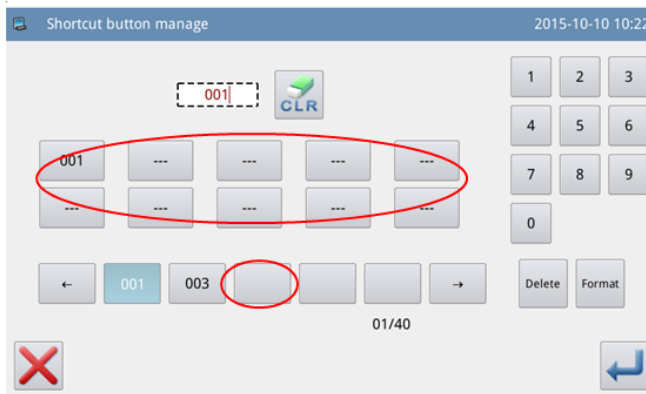 Shortcut button manage 2015-10-10 10:22
001 CLR
1 2 3
4 5 6
001 --- --- --- ---
7 8 9
--- --- --- --- ---
0
← 001 003 → Delete Format
01/40